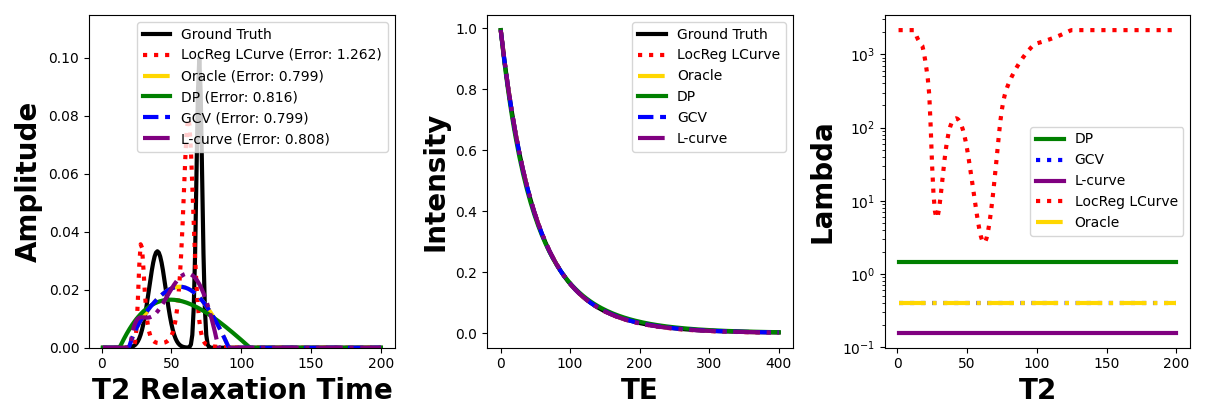 Amplitude
0.00
0.02
0.04
0.06
0.08
0.10
0
50
100
150
200
T2 Relaxation Time
Ground Truth
LocReg LCurve (Error: 1.262)
Oracle (Error: 0.799)
DP (Error: 0.816)
GCV (Error: 0.799)
L-curve (Error: 0.808)
Intensity
0.0
0.2
0.4
0.6
0.8
1.0
0
100
200
300
400
TE
Ground Truth
LocReg LCurve
Oracle
DP
GCV
L-curve
Lambda
10⁻¹
10⁰
10¹
10²
10³
0
50
100
150
200
T2
DP
GCV
L-curve
LocReg LCurve
Oracle